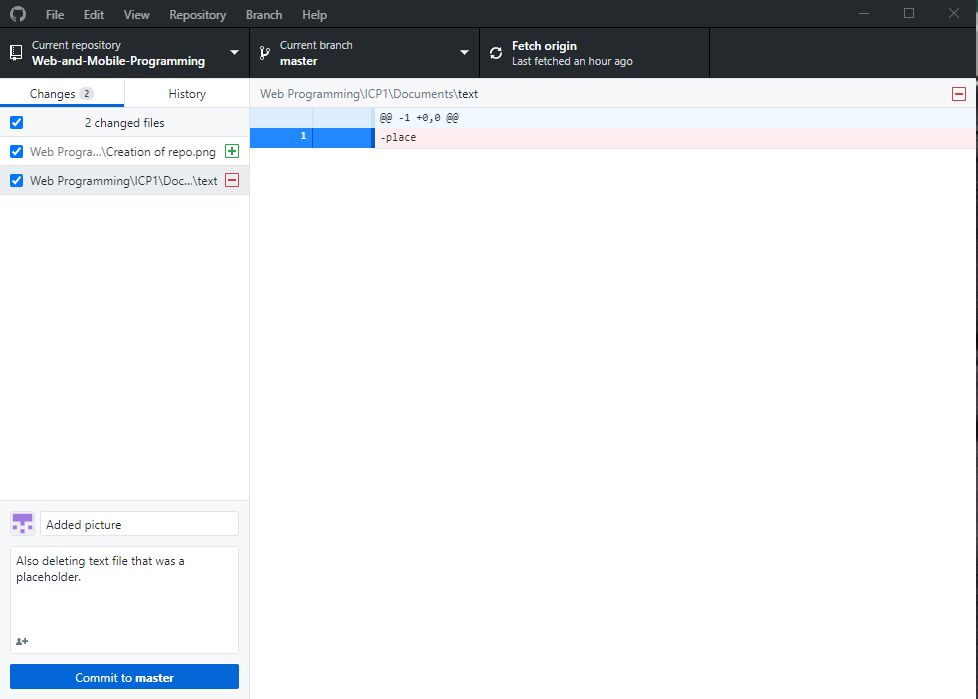 File Edit View Repository Branch Help
Current repository
Web-and-Mobile-Programming
Current branch
master
Fetch origin
Last fetched an hour ago
Changes 2
History
Web Programming\ICP1\Documents\text
2 changed files
Web Progra...\Creation of repo.png
Web Programming\ICP1\Doc...\text
@@ -1 +0,0 @@
1 -place
Added picture
Also deleting text file that was a
placeholder.
Commit to master